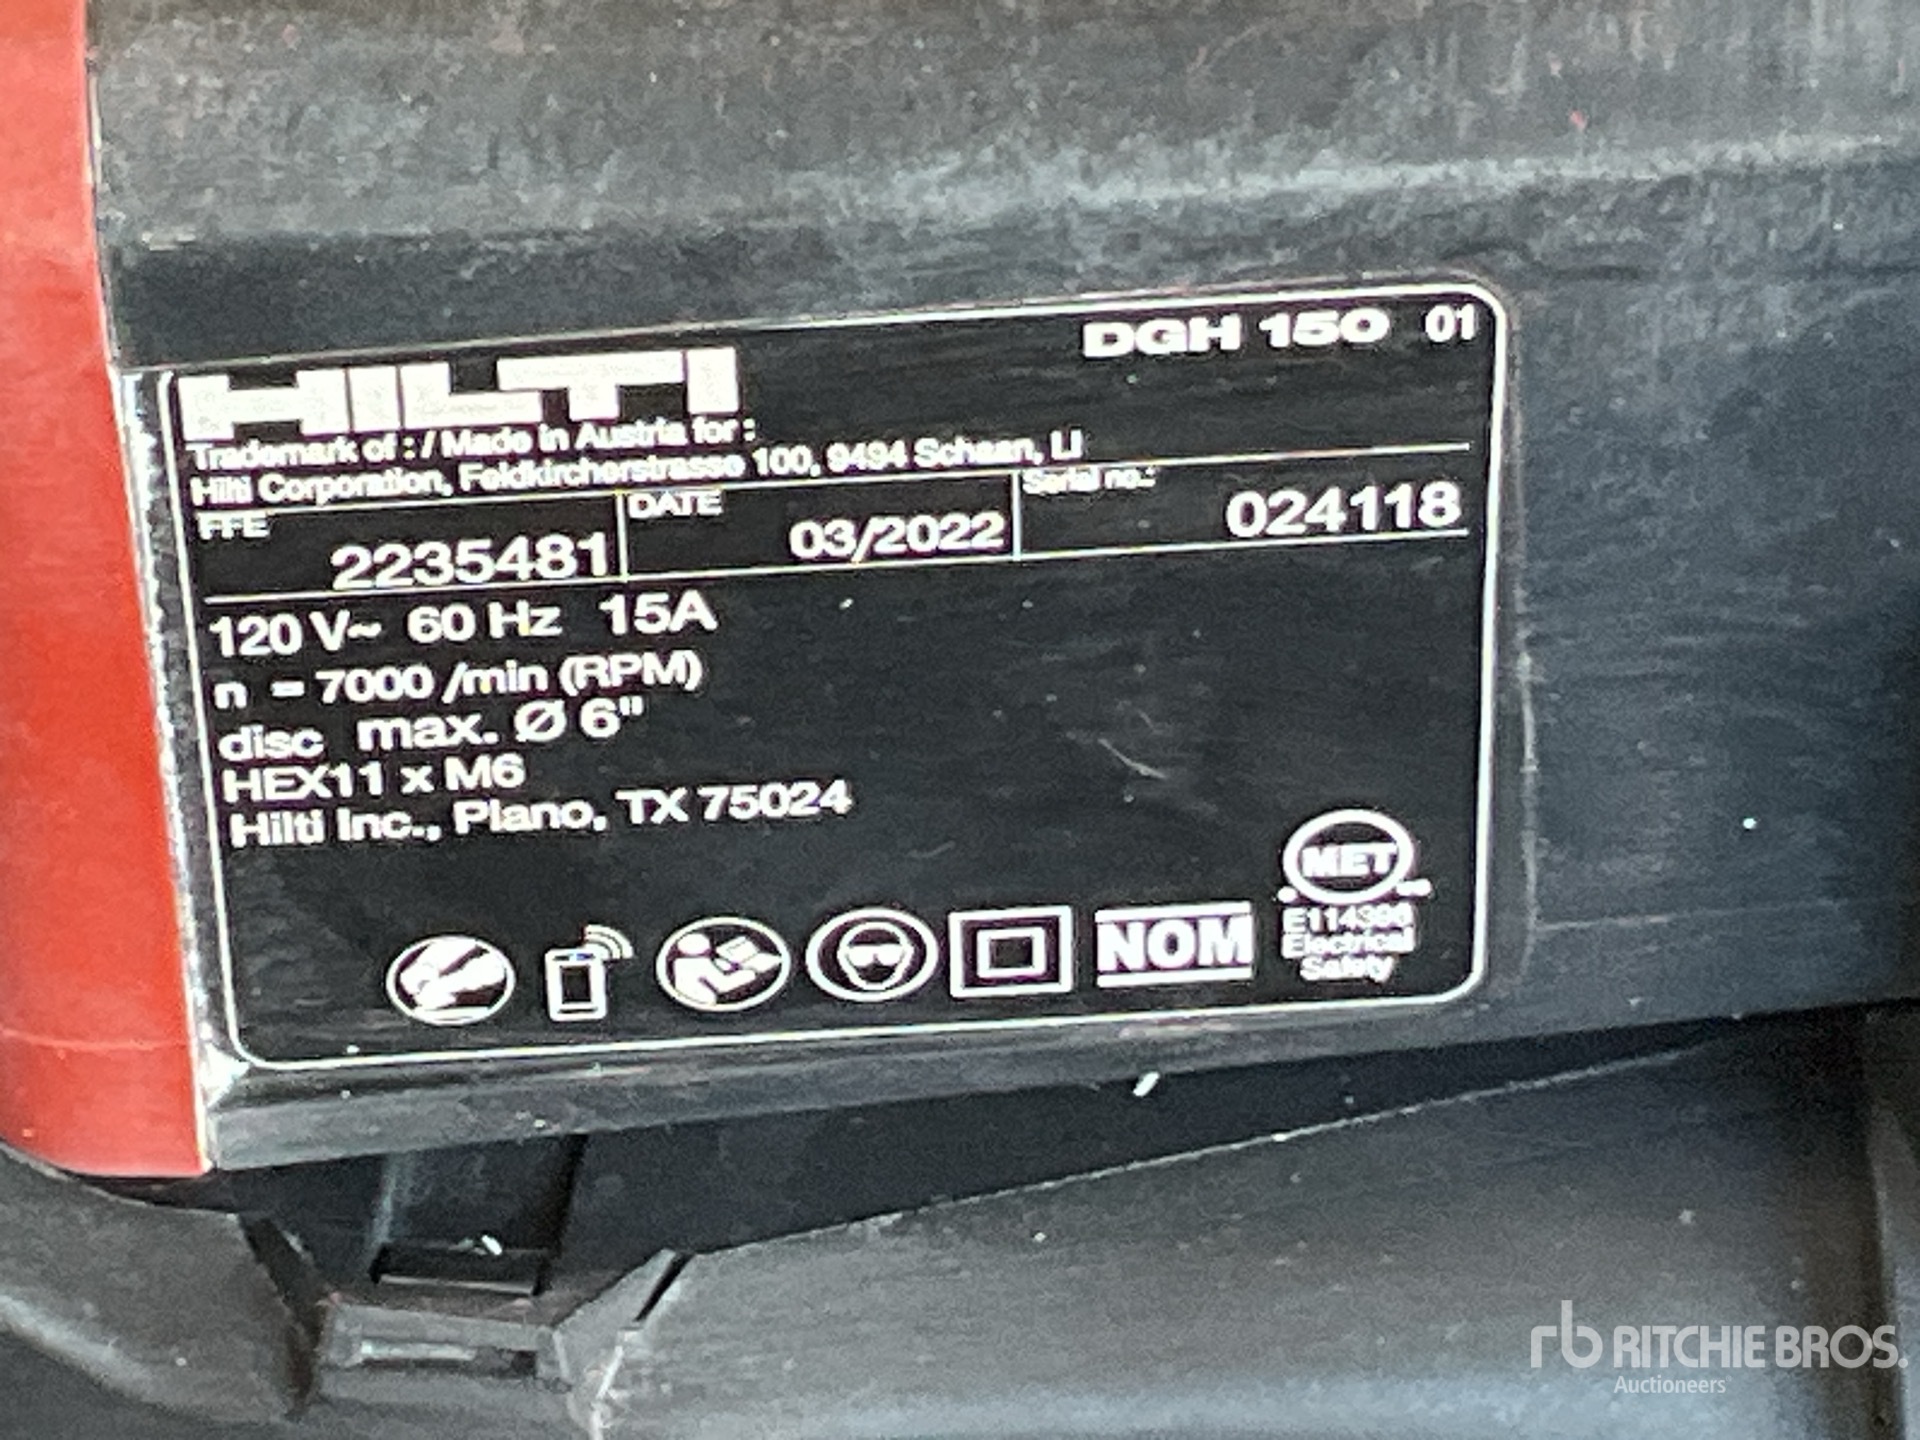 HILTI
DGH 150 01
Trademark of : / Made in Austria for :
Hilti Corporation, Feldkircherstrasse 100, 9494 Schaan, LI
FFE 2235481
DATE 03/2022
Serial no.: 024118
120 V~ 60 Hz 15A
n = 7000 /min (RPM)
disc max. Ø 6"
HEX11 x M6
Hilti Inc., Plano, TX 75024
MET
NOM
E114396
Electrical
Safety
rb RITCHIE BROS.
Auctioneers